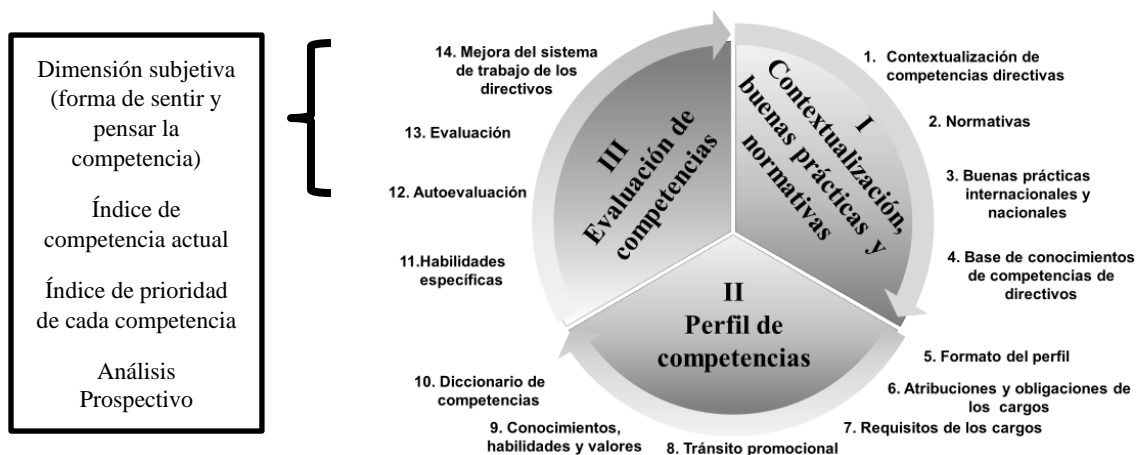 Dimensión subjetiva
(forma de sentir y
pensar la
competencia)
Índice de
competencia actual
Índice de prioridad
de cada competencia
Análisis
Prospectivo
I
Contextualización,
buenas prácticas y
normativas
II
Perfil de
competencias
III
Evaluación de
competencias
1. Contextualización de
competencias directivas
2. Normativas
3. Buenas prácticas
internacionales y
nacionales
4. Base de conocimientos
de competencias de
directivos
5. Formato del perfil
6. Atribuciones y obligaciones de
los cargos
7. Requisitos de los cargos
8. Tránsito promocional
9. Conocimientos,
habilidades y valores
10. Diccionario de
competencias
11.Habilidades
específicas
12. Autoevaluación
13. Evaluación
14. Mejora del sistema
de trabajo de los
directivos